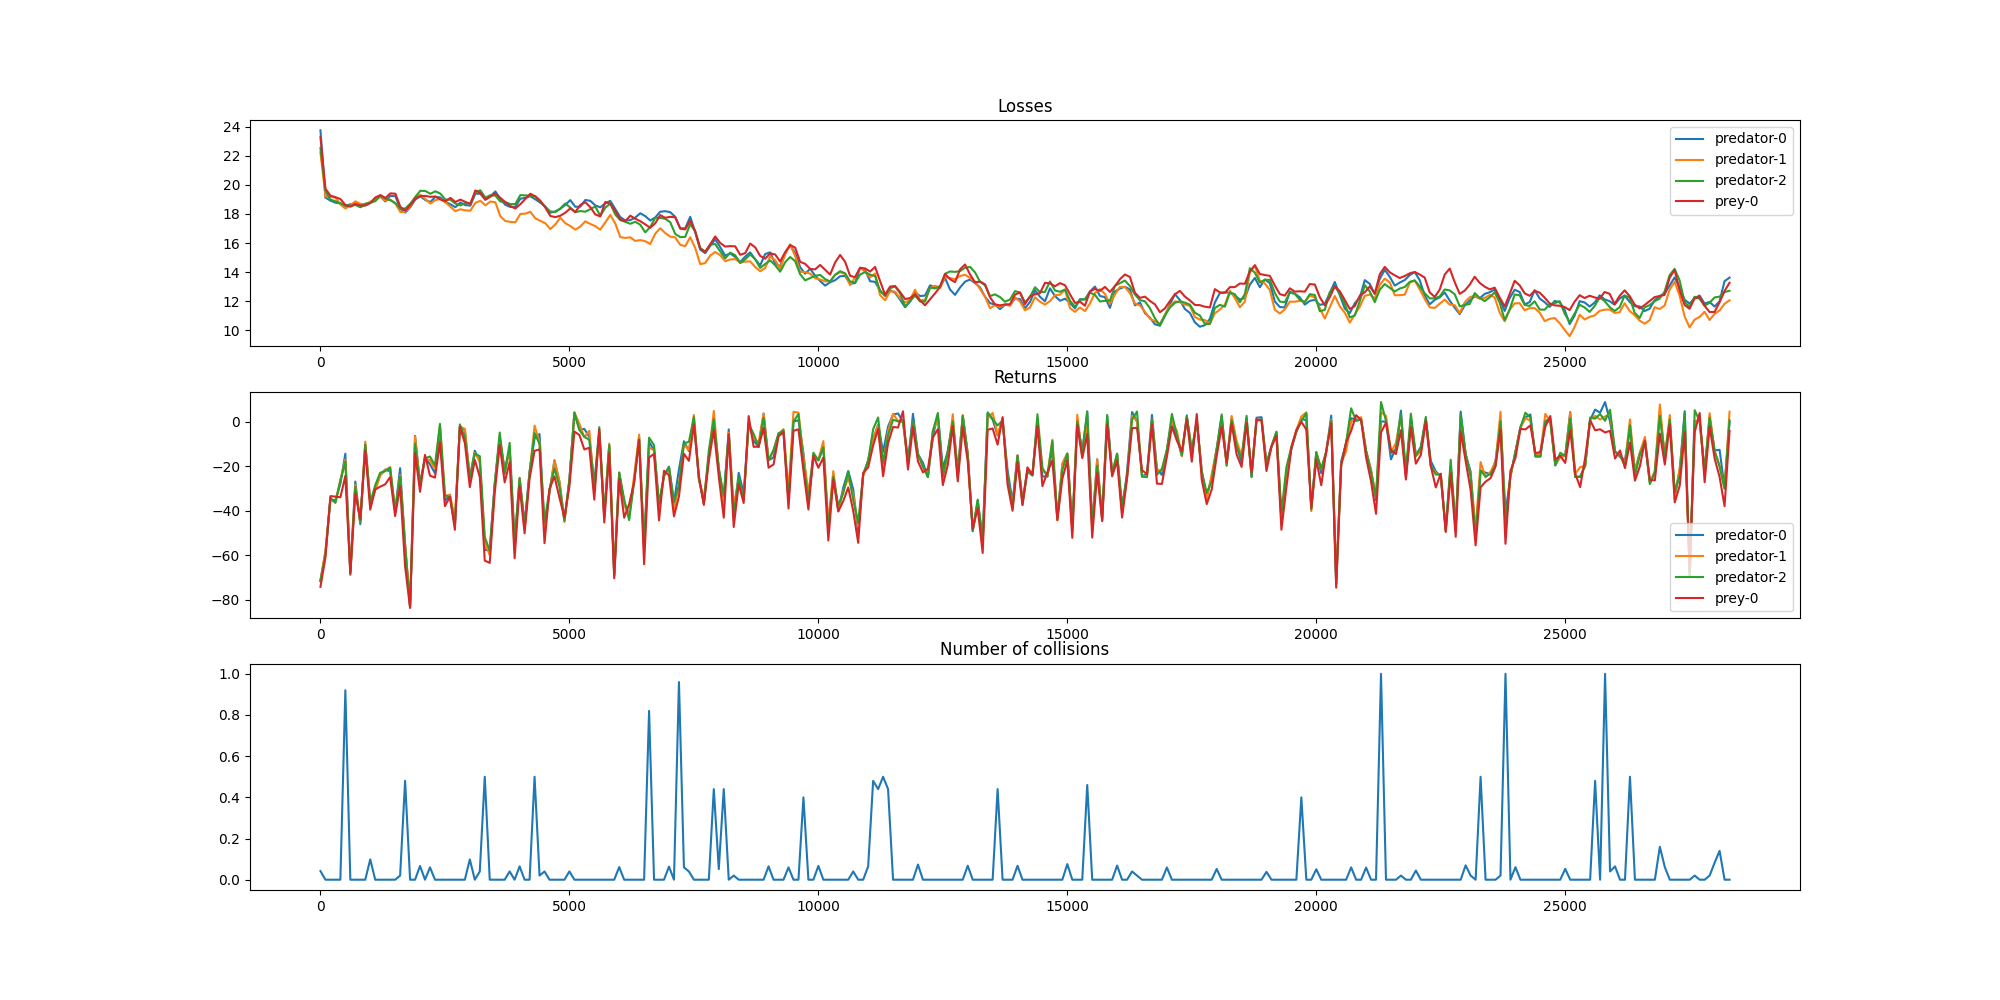 Losses
24
22
20
18
16
14
12
10
predator-0
predator-1
predator-2
prey-0
0 5000 10000 15000 20000 25000
Returns
0
−20
−40
−60
−80
predator-0
predator-1
predator-2
prey-0
0 5000 10000 15000 20000 25000
Number of collisions
1.0
0.8
0.6
0.4
0.2
0.0
0 5000 10000 15000 20000 25000